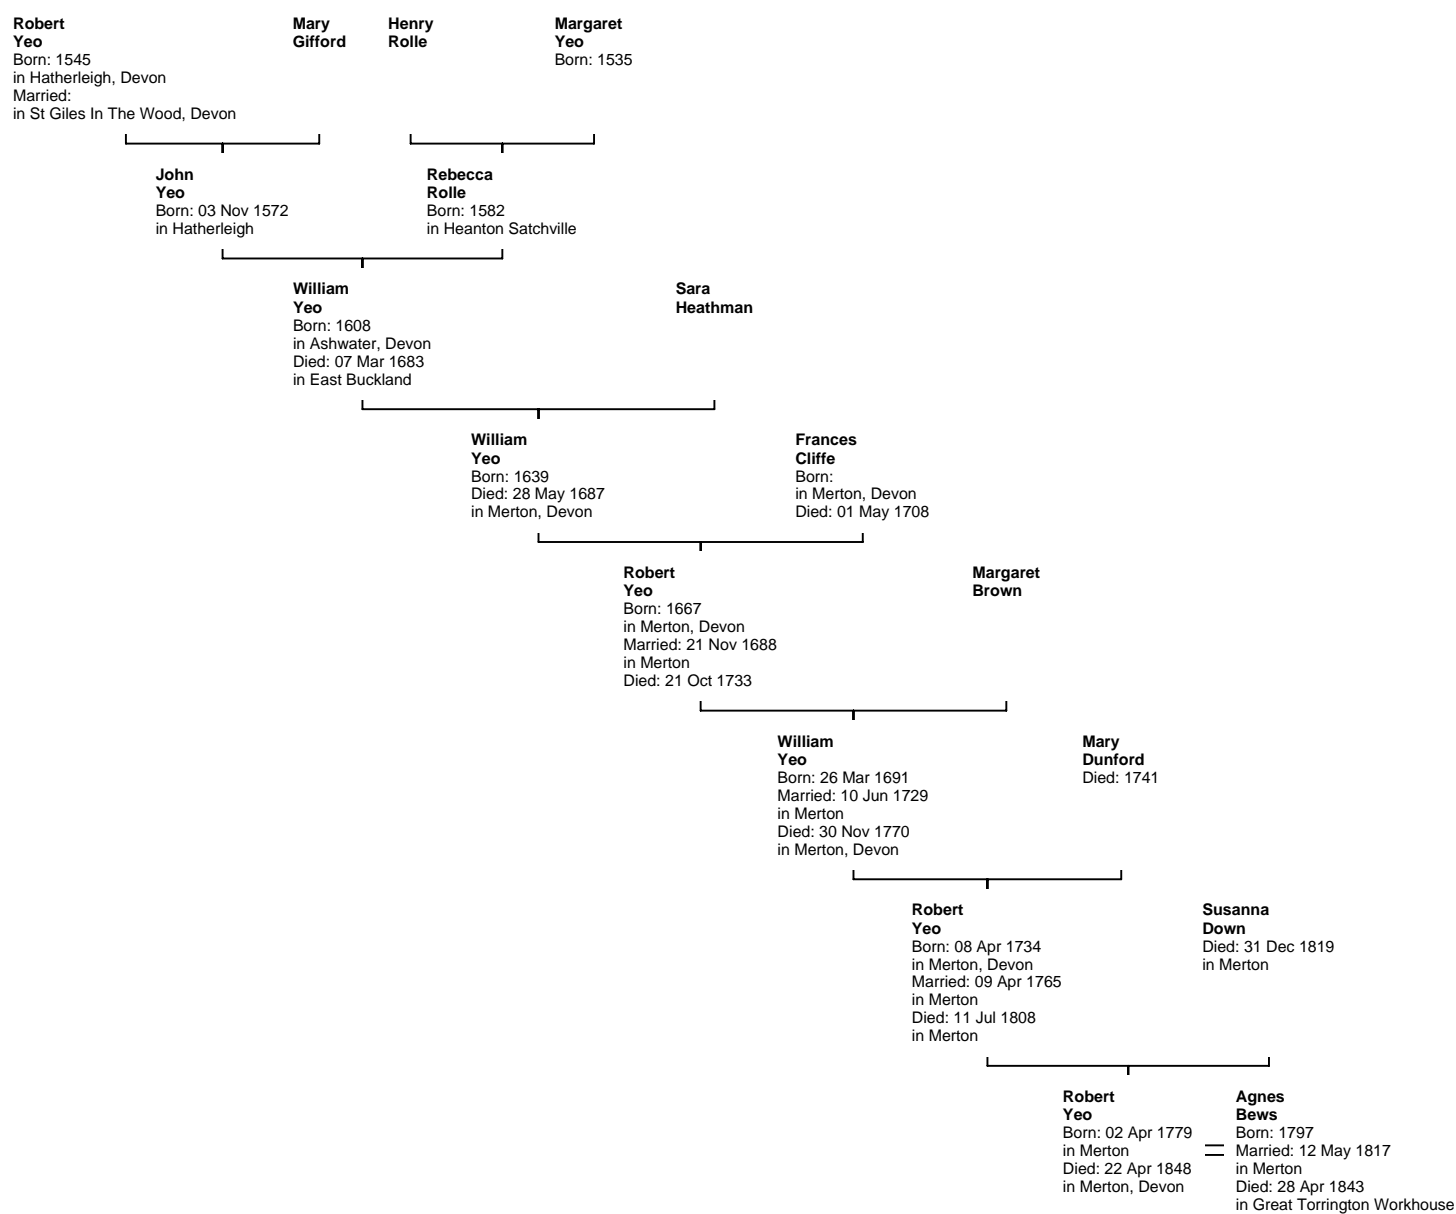 Robert
Yeo
Born: 1545
in Hatherleigh, Devon
Married:
in St Giles In The Wood, Devon
Mary
Gifford
Henry
Rolle
Margaret
Yeo
Born: 1535
John
Yeo
Born: 03 Nov 1572
in Hatherleigh
Rebecca
Rolle
Born: 1582
in Heanton Satchville
William
Yeo
Born: 1608
in Ashwater, Devon
Died: 07 Mar 1683
in East Buckland
Sara
Heathman
William
Yeo
Born: 1639
Died: 28 May 1687
in Merton, Devon
Frances
Cliffe
Born:
in Merton, Devon
Died: 01 May 1708
Robert
Yeo
Born: 1667
in Merton, Devon
Married: 21 Nov 1688
in Merton
Died: 21 Oct 1733
Margaret
Brown
William
Yeo
Born: 26 Mar 1691
Married: 10 Jun 1729
in Merton
Died: 30 Nov 1770
in Merton, Devon
Mary
Dunford
Died: 1741
Robert
Yeo
Born: 08 Apr 1734
in Merton, Devon
Married: 09 Apr 1765
in Merton
Died: 11 Jul 1808
in Merton
Susanna
Down
Died: 31 Dec 1819
in Merton
Robert
Yeo
Born: 02 Apr 1779
in Merton
Died: 22 Apr 1848
in Merton, Devon
Agnes
Bews
Born: 1797
Married: 12 May 1817
in Merton
Died: 28 Apr 1843
in Great Torrington Workhouse